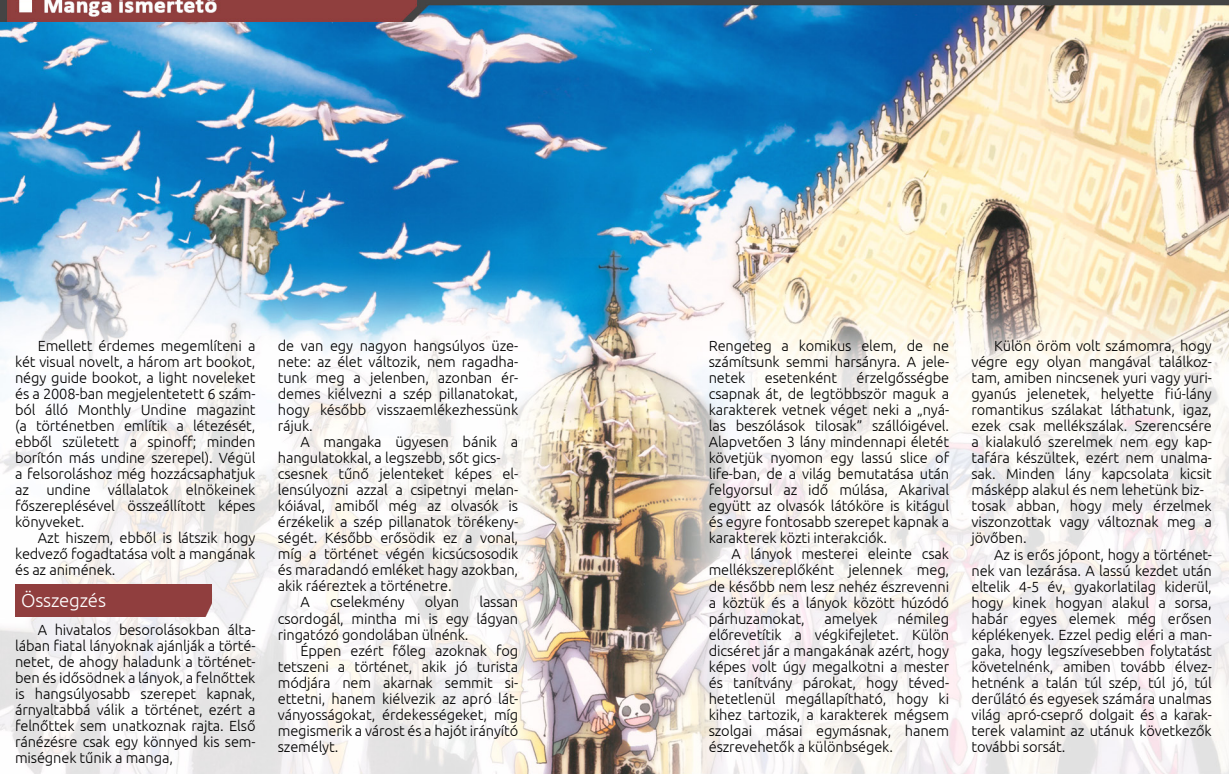 Manga ismertető
Emellett érdemes megemlíteni a
két visual novelt, a három art bookot,
négy guide bookot, a light noveleket
és a 2008-ban megjelentetett 6 szám-
ból álló Monthly Undine magazint
(a történetben említik a létezését,
ebből született a spinoff; minden
borítón más undine szerepel). Végül
a felsoroláshoz még hozzácsaphatjuk
az undine vállalatok elnökeinek
főszereplésével összeállított képes
könyveket.
Azt hiszem, ebből is látszik hogy
kedvező fogadtatása volt a mangának
és az animének.
Összegzés
A hivatalos besorolásokban álta-
lában fiatal lányoknak ajánlják a törté-
netet, de ahogy haladunk a történet-
ben és idősödnek a lányok, a felnőttek
is hangsúlyosabb szerepet kapnak,
árnyaltabbá válik a történet, ezért a
felnőttek sem unatkoznak rajta. Első
ránézésre csak egy könnyed kis sem-
miségnek tűnik a manga,
de van egy nagyon hangsúlyos üze-
nete: az élet változik, nem ragadha-
tunk meg a jelenben, azonban ér-
demes kiélvezni a szép pillanatokat,
hogy később visszaemlékezhessünk
rájuk.
A mangaka ügyesen bánik a
hangulatokkal, a legszebb, sőt gics-
csesnek tűnő jelenteket képes el-
lensúlyozni azzal a csipetnyi melan-
kóiával, amiből még az olvasók is
érzékelik a szép pillanatok törékeny-
ségét. Később erősödik ez a vonal,
míg a történet végén kicsúcsosodik
és maradandó emléket hagy azokban,
akik ráéreztek a történetre.
A cselekmény olyan lassan
csordogál, mintha mi is egy lágyan
ringatózó gondolában ülnénk.
Éppen ezért főleg azoknak fog
tetszeni a történet, akik jó turista
módjára nem akarnak semmit si-
ettetni, hanem kiélvezik az apró lát-
ványosságokat, érdekességeket, míg
megismerik a várost és a hajót irányító
személyt.
Rengeteg a komikus elem, de ne
számítsunk semmi harsányra. A jele-
netek esetenként érzelgősségbe
csapnak át, de legtöbbször maguk a
karakterek vetnek véget neki a „nyá-
las beszólások tilosak” szállóigével.
Alapvetően 3 lány mindennapi életét
követjük nyomon egy lassú slice of
life-ban, de a világ bemutatása után
felgyorsul az idő múlása, Akarival
együtt az olvasók látóköre is kitágul
és egyre fontosabb szerepet kapnak a
karakterek közti interakciók.
A lányok mesterei eleinte csak
mellékszereplőként jelennek meg,
de később nem lesz nehéz észrevenni
a köztük és a lányok között húzódó
párhuzamokat, amelyek némileg
előrevetítik a végkifejletet. Külön
dicséret jár a mangakának azért, hogy
képes volt úgy megalkotni a mester
és tanítvány párokat, hogy téved-
hetetlenül megállapítható, hogy ki
kihez tartozik, a karakterek mégsem
szolgai másai egymásnak, hanem
észrevehetők a különbségek.
Külön öröm volt számomra, hogy
végre egy olyan mangával találkoz-
tam, amiben nincsenek yuri vagy yuri-
gyanús jelenetek, helyette fiú-lány
romantikus szálakat láthatunk, igaz,
ezek csak mellékszálak. Szerencsére
a kialakuló szerelmek nem egy kap-
tafára készültek, ezért nem unalma-
sak. Minden lány kapcsolata kicsit
másképp alakul és nem lehetünk biz-
tosak abban, hogy mely érzelmek
viszonzottak vagy változnak meg a
jövőben.
Az is erős jópont, hogy a történet-
nek van lezárása. A lassú kezdet után
eltelik 4-5 év, gyakorlatilag kiderül,
hogy kinek hogyan alakul a sorsa,
habár egyes elemek még erősen
képlékenyek. Ezzel pedig eléri a man-
gaka, hogy legszívesebben folytatást
követelnénk, amiben tovább élvez-
hetnénk a talán túl szép, túl jó, túl
derűlátó és egyesek számára unalmas
világ apró-cseprő dolgait és a karak-
terek valamint az utánuk következők
további sorsát.